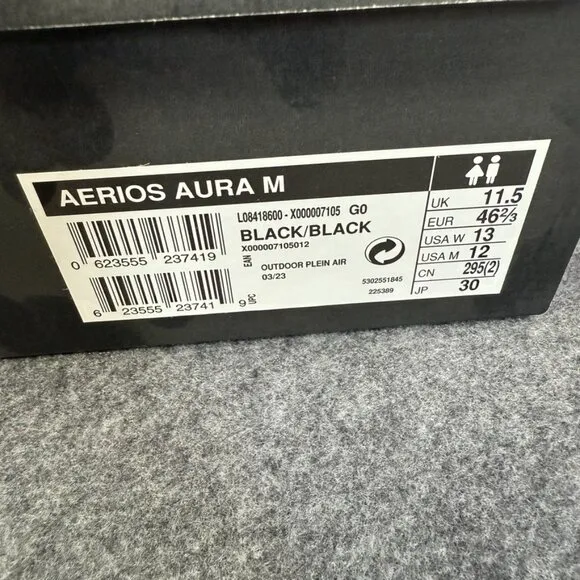 AERIOS AURA M
L08418600 - X000007105 G0
BLACK/BLACK
X000007105012
EAN
0 623555 237419
OUTDOOR PLEIN AIR
03/23
5302551845
225389
6 23555 23741 9
UPC
UK 11.5
EUR 46⅔
USA W 13
USA M 12
CN 295(2)
JP 30